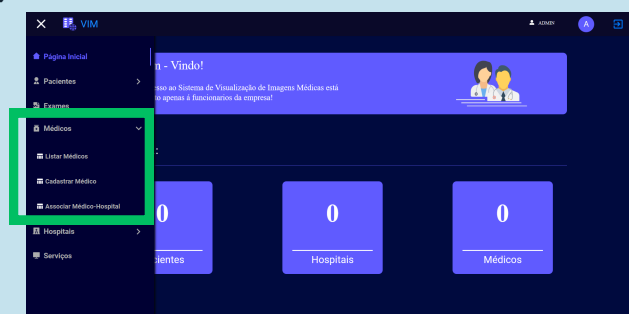 VIM
ADMIN
A
Página Inicial
Pacientes
Exames
Médicos
Listar Médicos
Cadastrar Médico
Associar Médico-Hospital
Hospitais
Serviços
m - Vindo!
esso ao Sistema de Visualização de Imagens Médicas está
to apenas á funcionarios da empresa!
:
0
cientes
0
Hospitais
0
Médicos